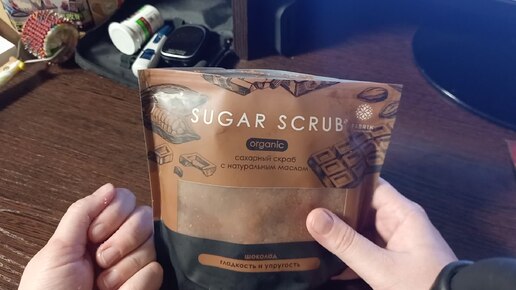 SUGAR SCRUB
organic
сахарный скраб
с натуральным маслом
шоколад
гладкость и упругость